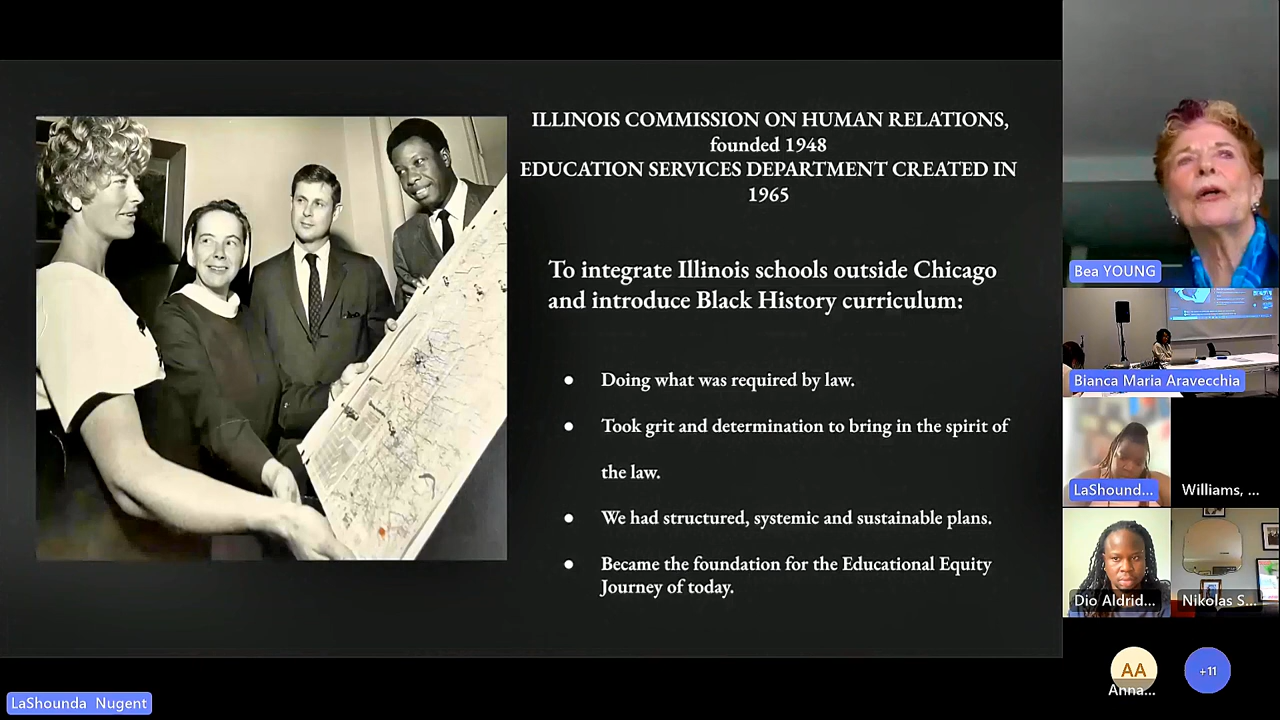 ILLINOIS COMMISSION ON HUMAN RELATIONS,
founded 1948
EDUCATION SERVICES DEPARTMENT CREATED IN
1965
To integrate Illinois schools outside Chicago
and introduce Black History curriculum:
● Doing what was required by law.
● Took grit and determination to bring in the spirit of
the law.
● We had structured, systemic and sustainable plans.
● Became the foundation for the Educational Equity
Journey of today.
Bea YOUNG
Bianca Maria Aravecchia
LaShound...
Williams, ...
Dio Aldrid...
Nikolas S...
AA
Anna...
+11
LaShounda Nugent